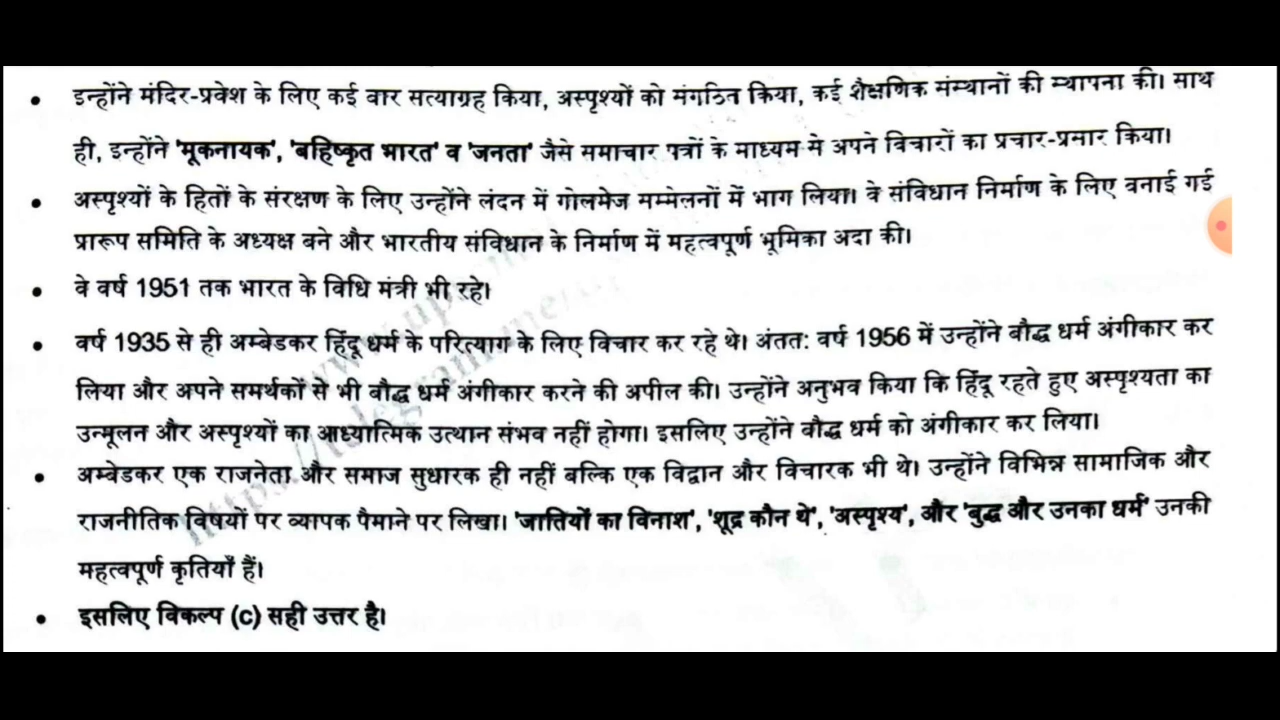 • इन्होंने मंदिर-प्रवेश के लिए कई बार सत्याग्रह किया, अस्पृश्यों को संगठित किया, कई शैक्षणिक संस्थानों की स्थापना की। साथ
ही, इन्होंने 'मूकनायक', 'बहिष्कृत भारत' व 'जनता' जैसे समाचार पत्रों के माध्यम से अपने विचारों का प्रचार-प्रसार किया।
• अस्पृश्यों के हितों के संरक्षण के लिए उन्होंने लंदन में गोलमेज सम्मेलनों में भाग लिया। वे संविधान निर्माण के लिए बनाई गई
प्रारूप समिति के अध्यक्ष बने और भारतीय संविधान के निर्माण में महत्वपूर्ण भूमिका अदा की।
• वे वर्ष 1951 तक भारत के विधि मंत्री भी रहे।
• वर्ष 1935 से ही अम्बेडकर हिंदू धर्म के परित्याग के लिए विचार कर रहे थे। अंतत: वर्ष 1956 में उन्होंने बौद्ध धर्म अंगीकार कर
लिया और अपने समर्थकों से भी बौद्ध धर्म अंगीकार करने की अपील की। उन्होंने अनुभव किया कि हिंदू रहते हुए अस्पृश्यता का
उन्मूलन और अस्पृश्यों का आध्यात्मिक उत्थान संभव नहीं होगा। इसलिए उन्होंने बौद्ध धर्म को अंगीकार कर लिया।
• अम्बेडकर एक राजनेता और समाज सुधारक ही नहीं बल्कि एक विद्वान और विचारक भी थे। उन्होंने विभिन्न सामाजिक और
राजनीतिक विषयों पर व्यापक पैमाने पर लिखा। 'जातियों का विनाश', 'शूद्र कौन थे', 'अस्पृश्य', और 'बुद्ध और उनका धर्म' उनकी
महत्वपूर्ण कृतियाँ हैं।
• इसलिए विकल्प (c) सही उत्तर है।